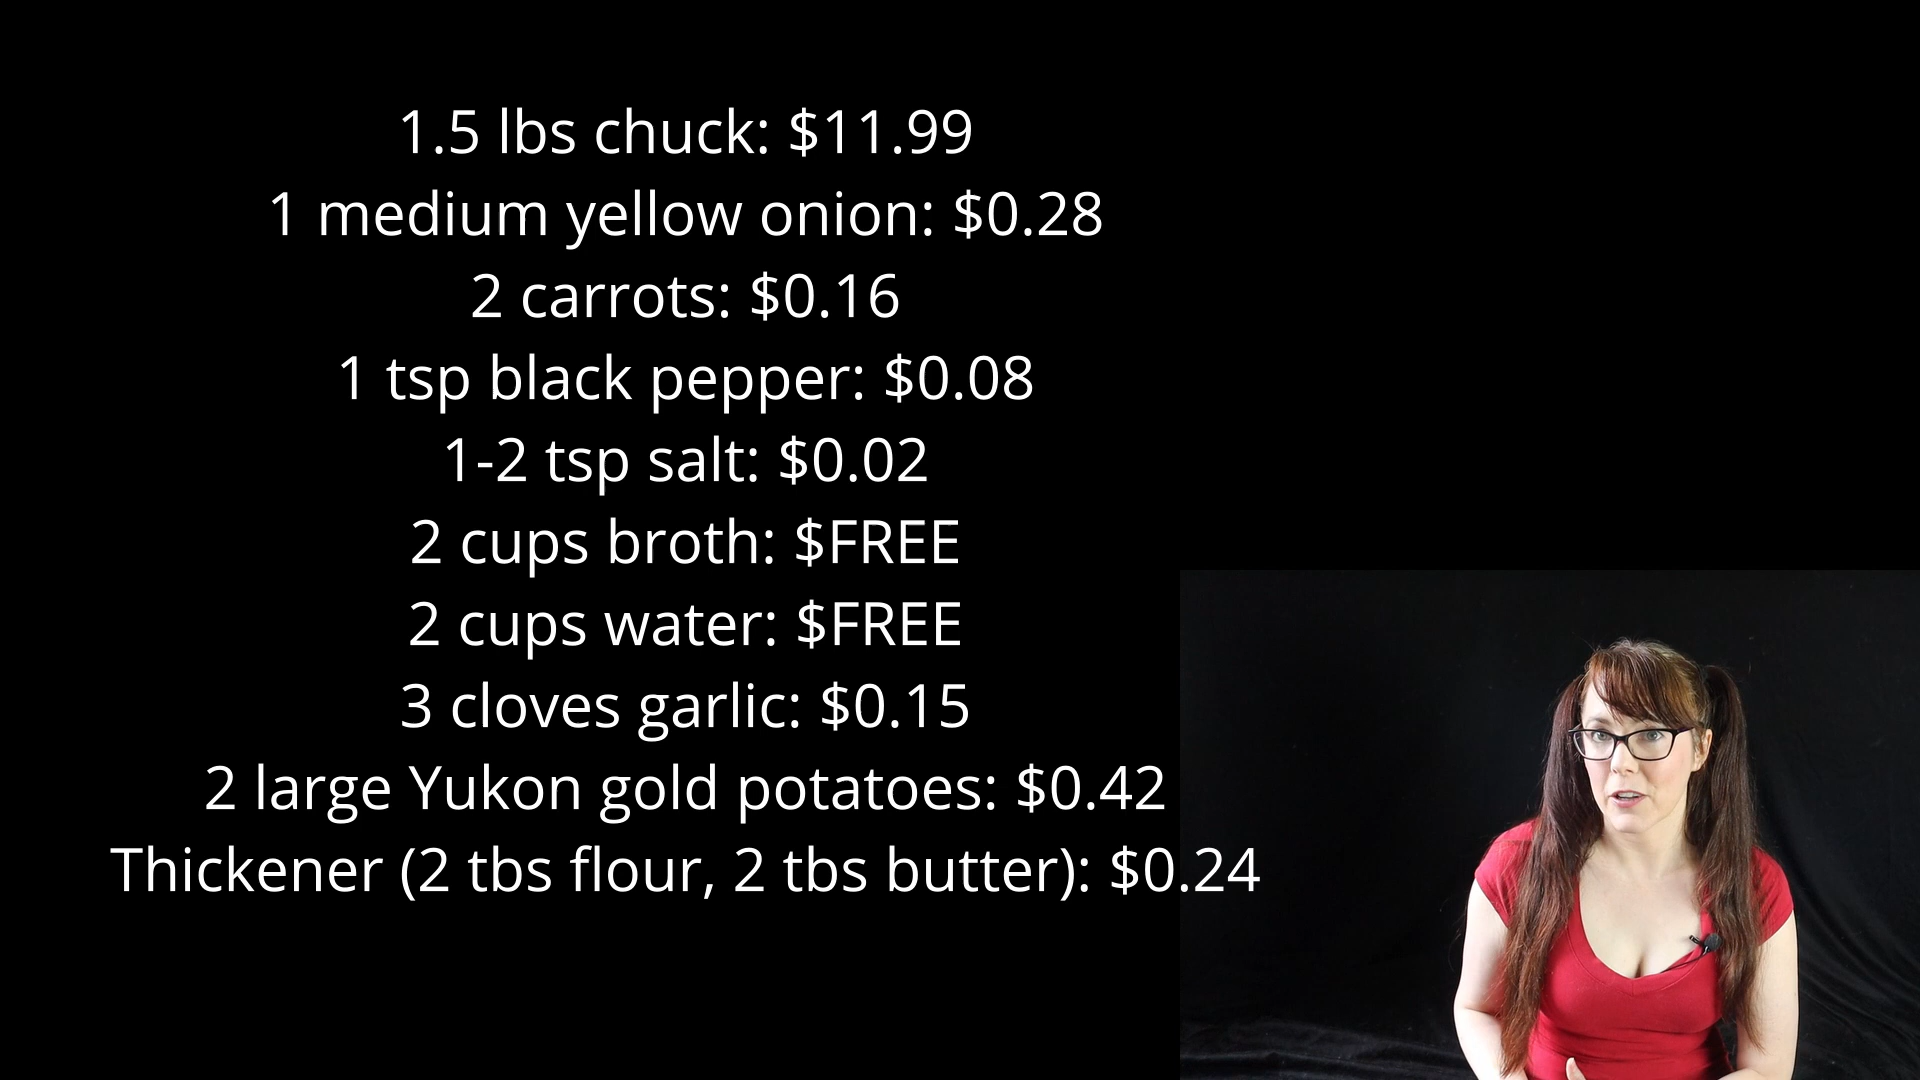 1.5 lbs chuck: $11.99
1 medium yellow onion: $0.28
2 carrots: $0.16
1 tsp black pepper: $0.08
1-2 tsp salt: $0.02
2 cups broth: $FREE
2 cups water: $FREE
3 cloves garlic: $0.15
2 large Yukon gold potatoes: $0.42
Thickener (2 tbs flour, 2 tbs butter): $0.24